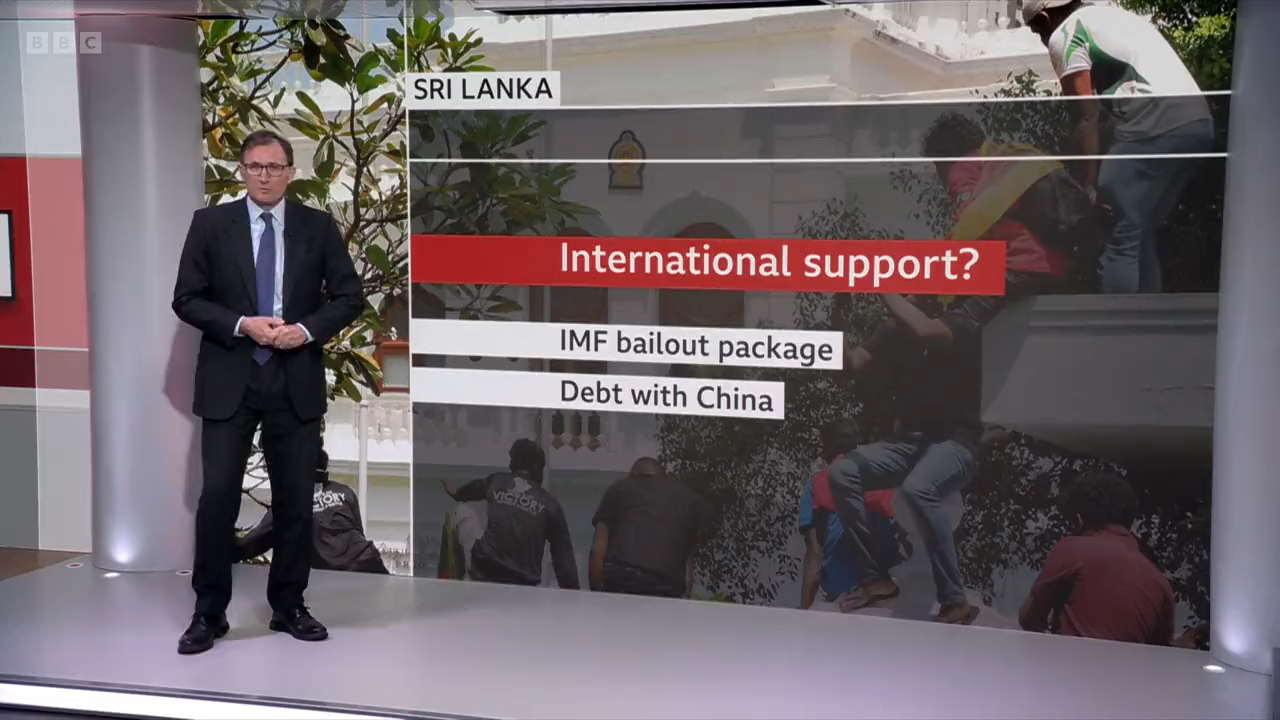 BBC
SRI LANKA
International support?
IMF bailout package
Debt with China
VICTORY
VICTORY